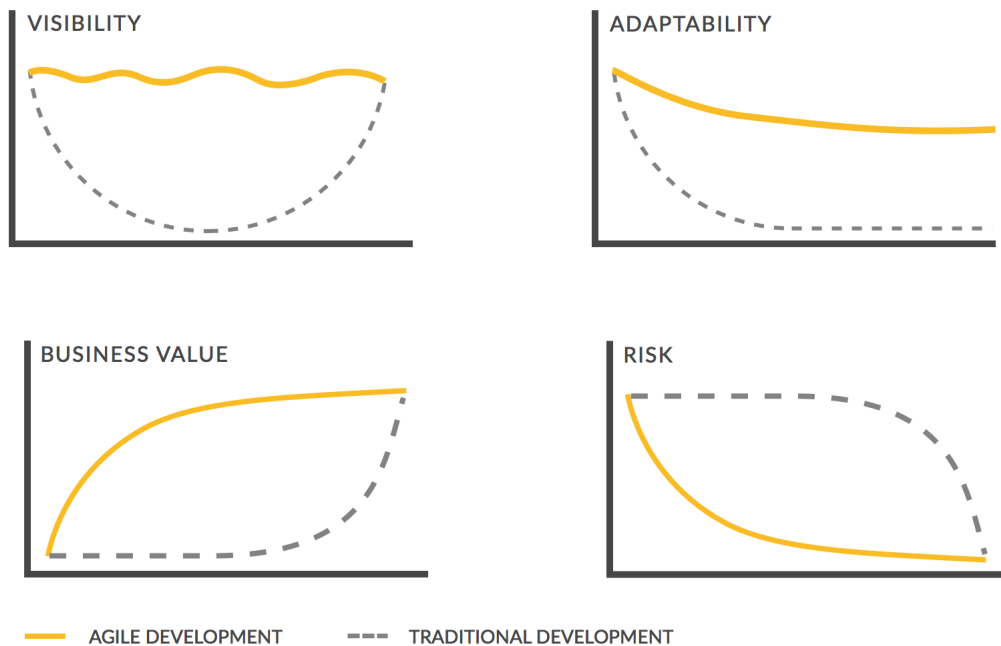 VISIBILITY
ADAPTABILITY
BUSINESS VALUE
RISK
AGILE DEVELOPMENT
TRADITIONAL DEVELOPMENT